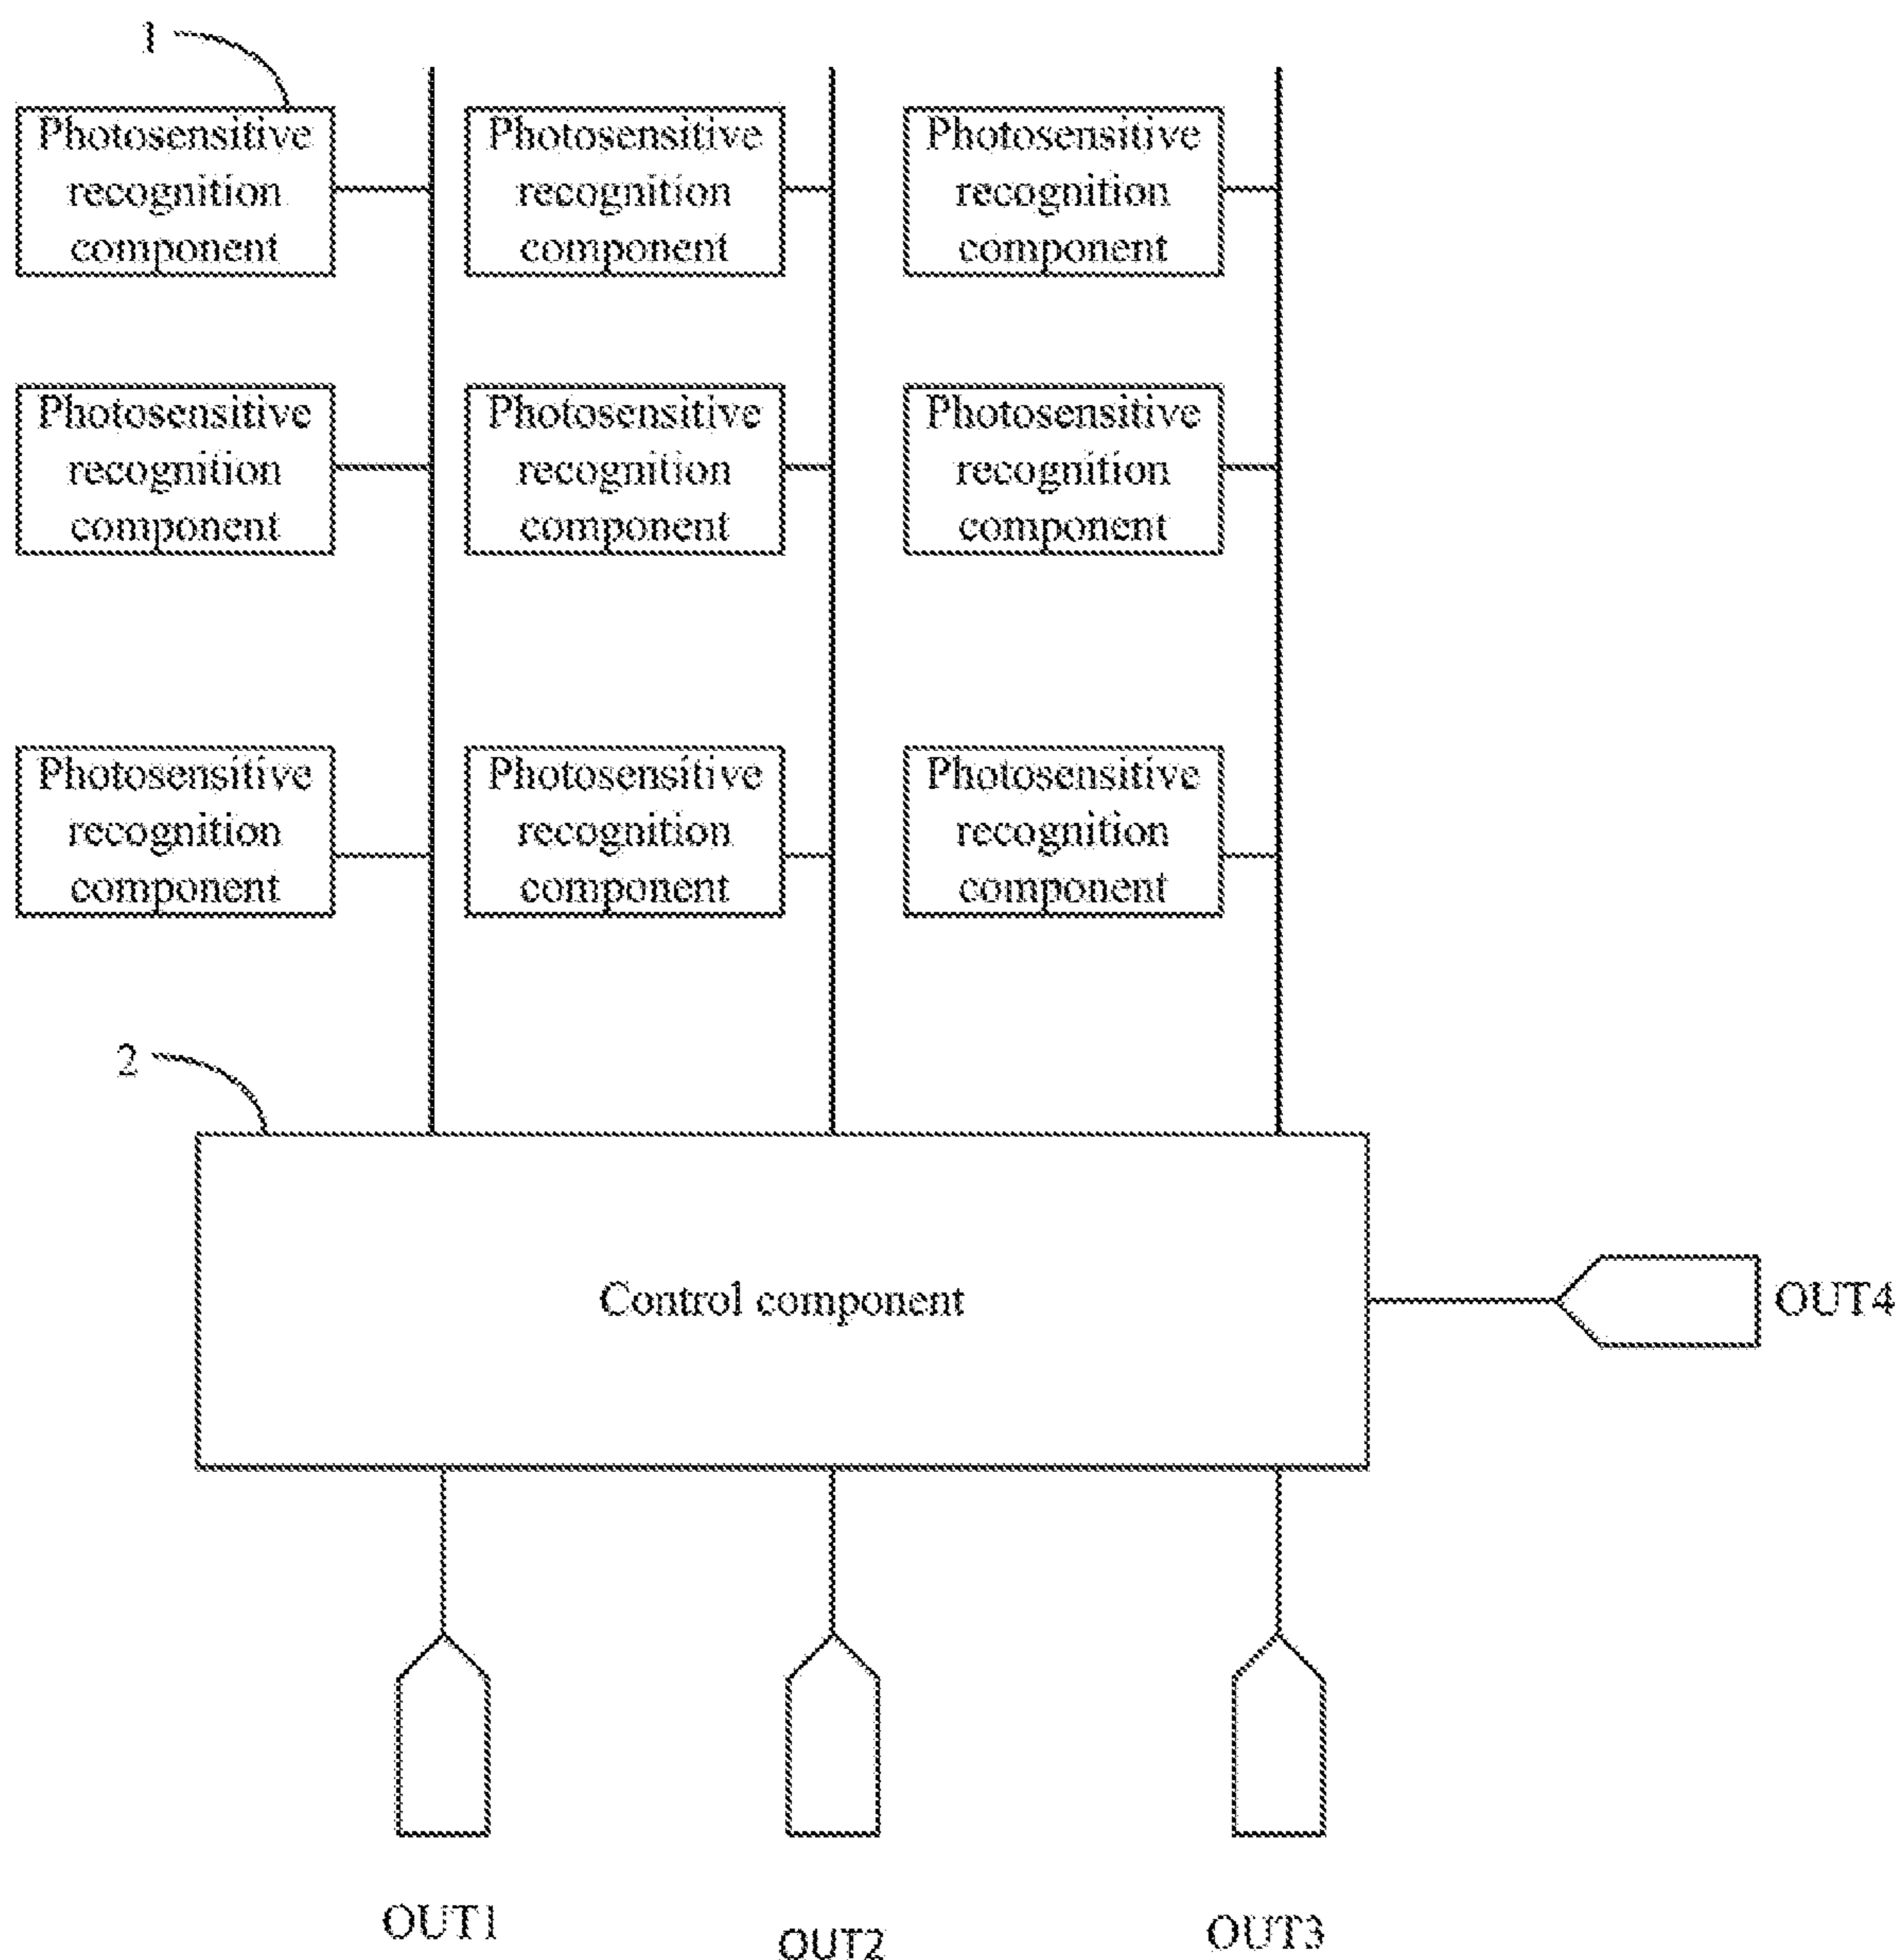 1
Photosensitive
recognition
component
Photosensitive
recognition
component
Photosensitive
recognition
component
Photosensitive
recognition
component
Photosensitive
recognition
component
Photosensitive
recognition
component
Photosensitive
recognition
component
Photosensitive
recognition
component
Photosensitive
recognition
component
2
Control component
OUT4
OUT1
OUT2
OUT3